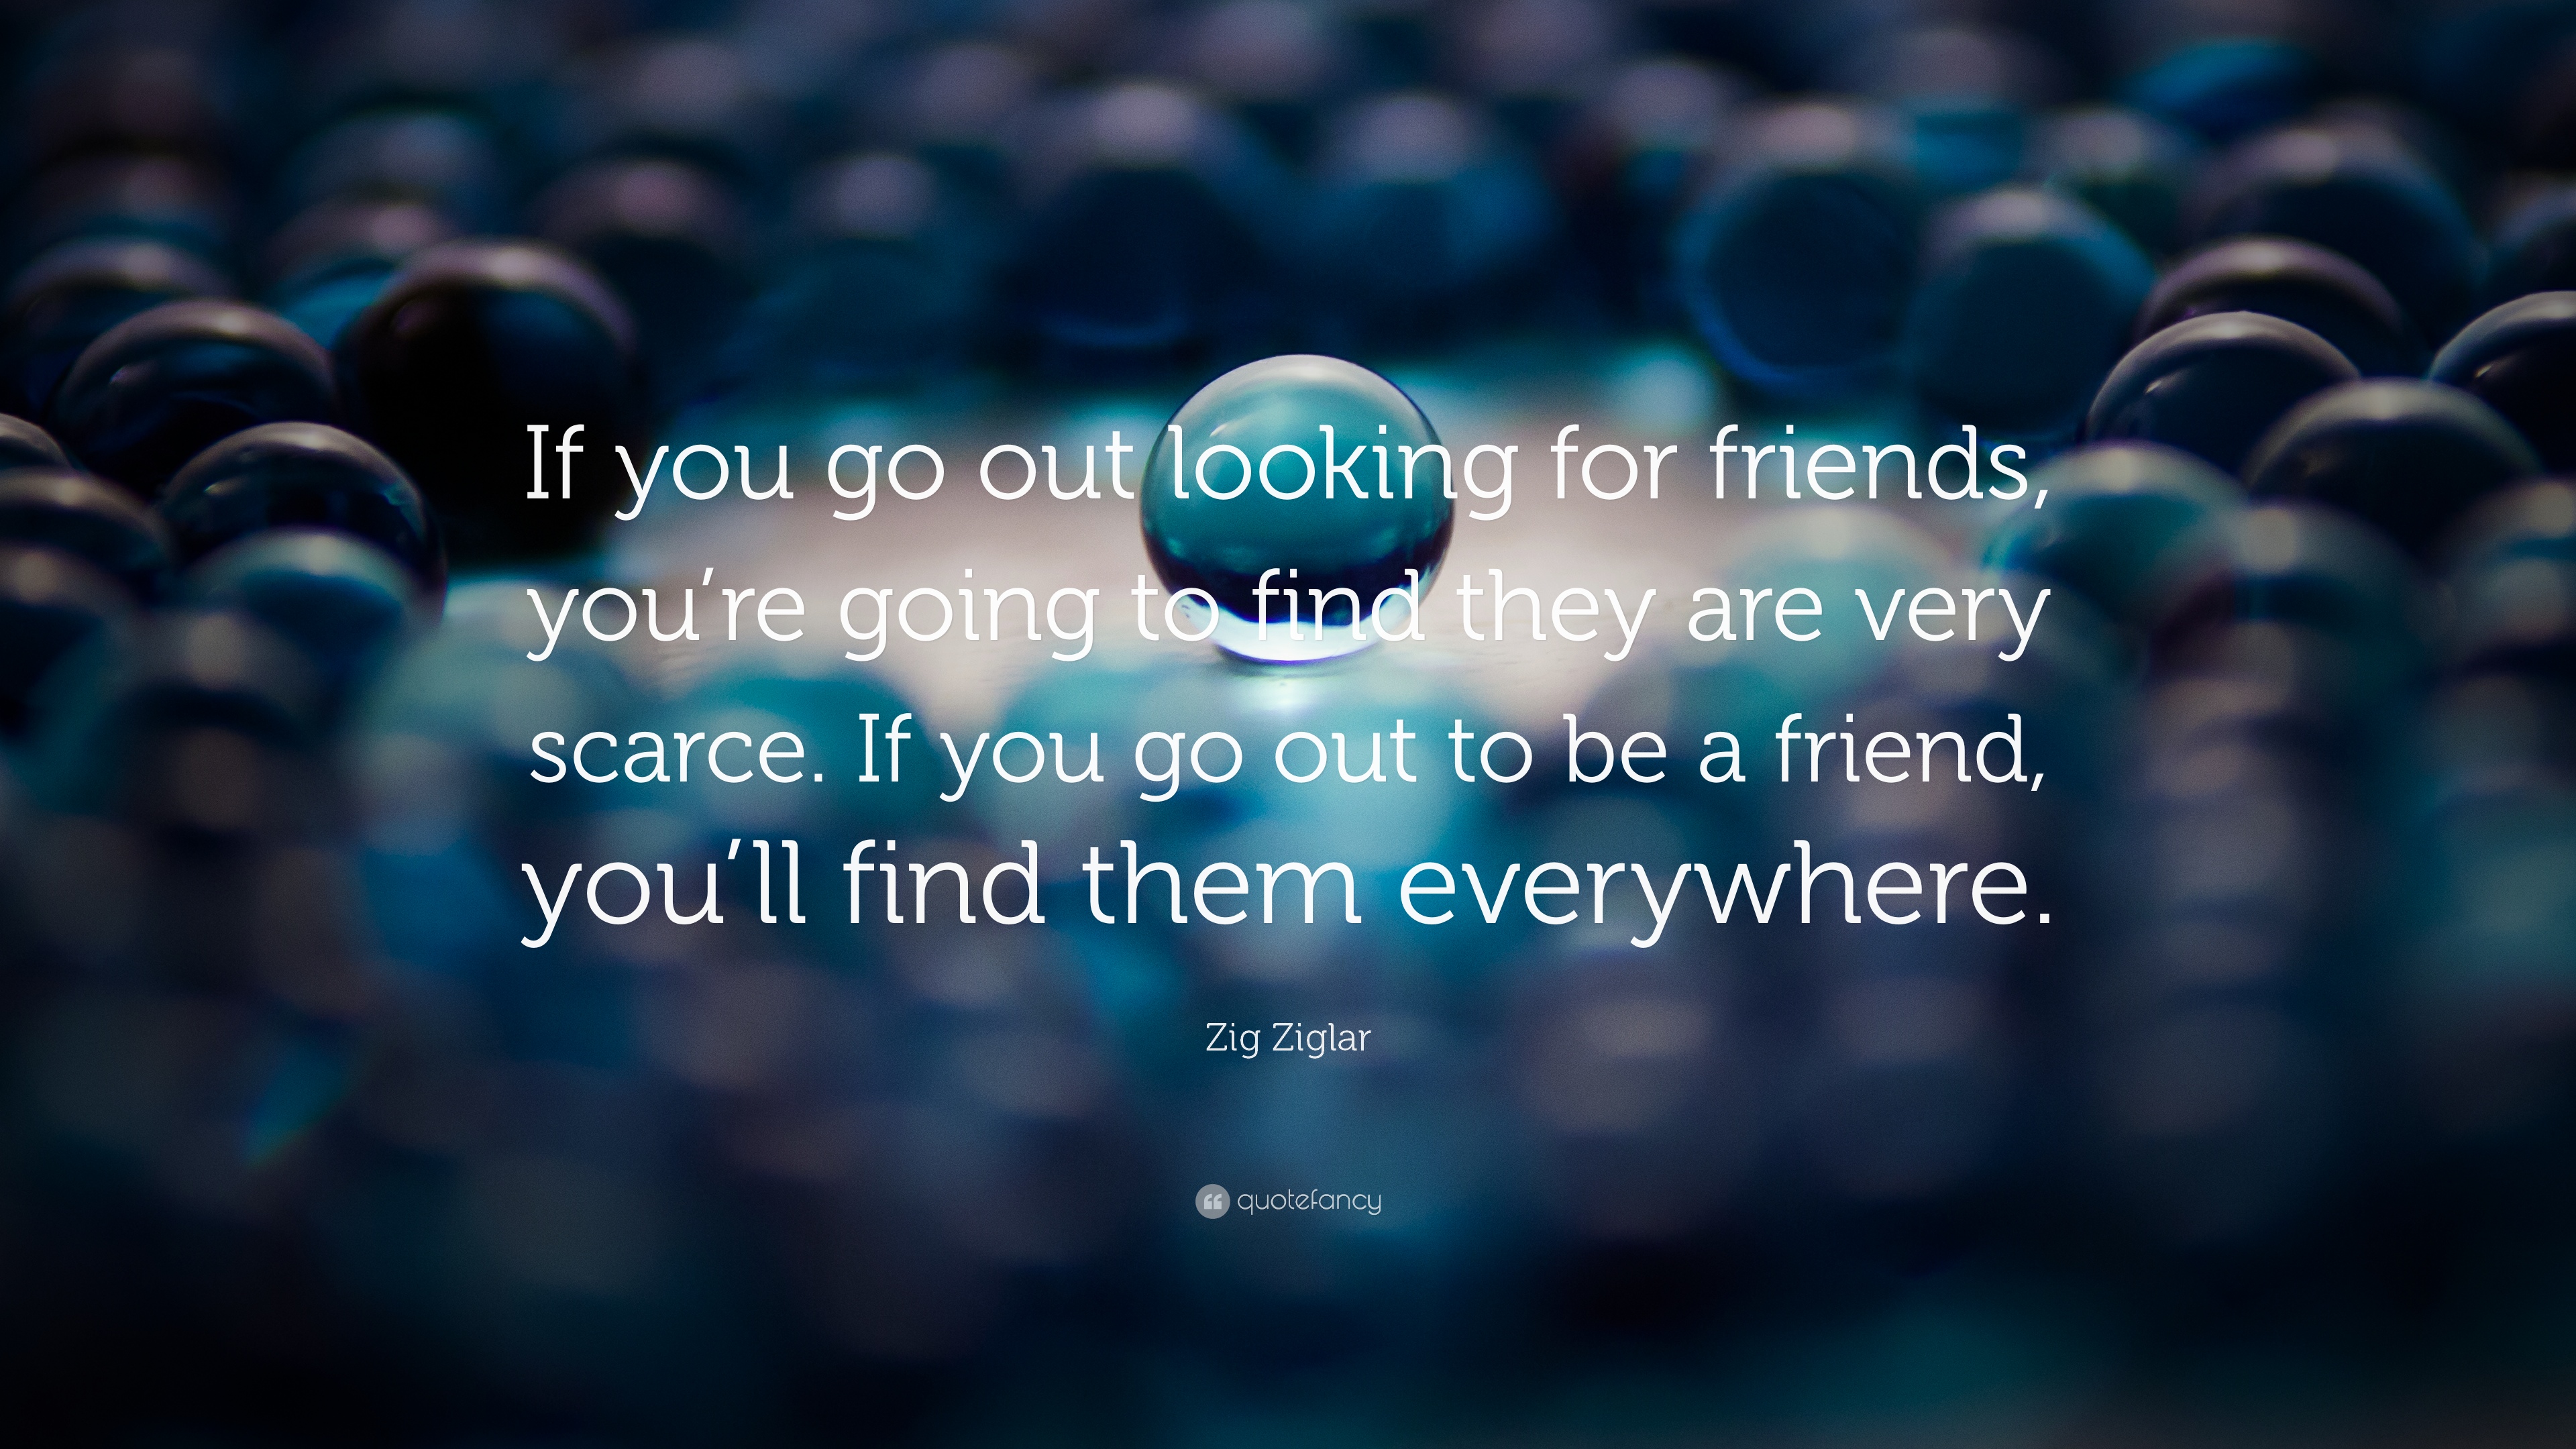 If you go out looking for friends,
you’re going to find they are very
scarce. If you go out to be a friend,
you’ll find them everywhere.
Zig Ziglar
quotefancy